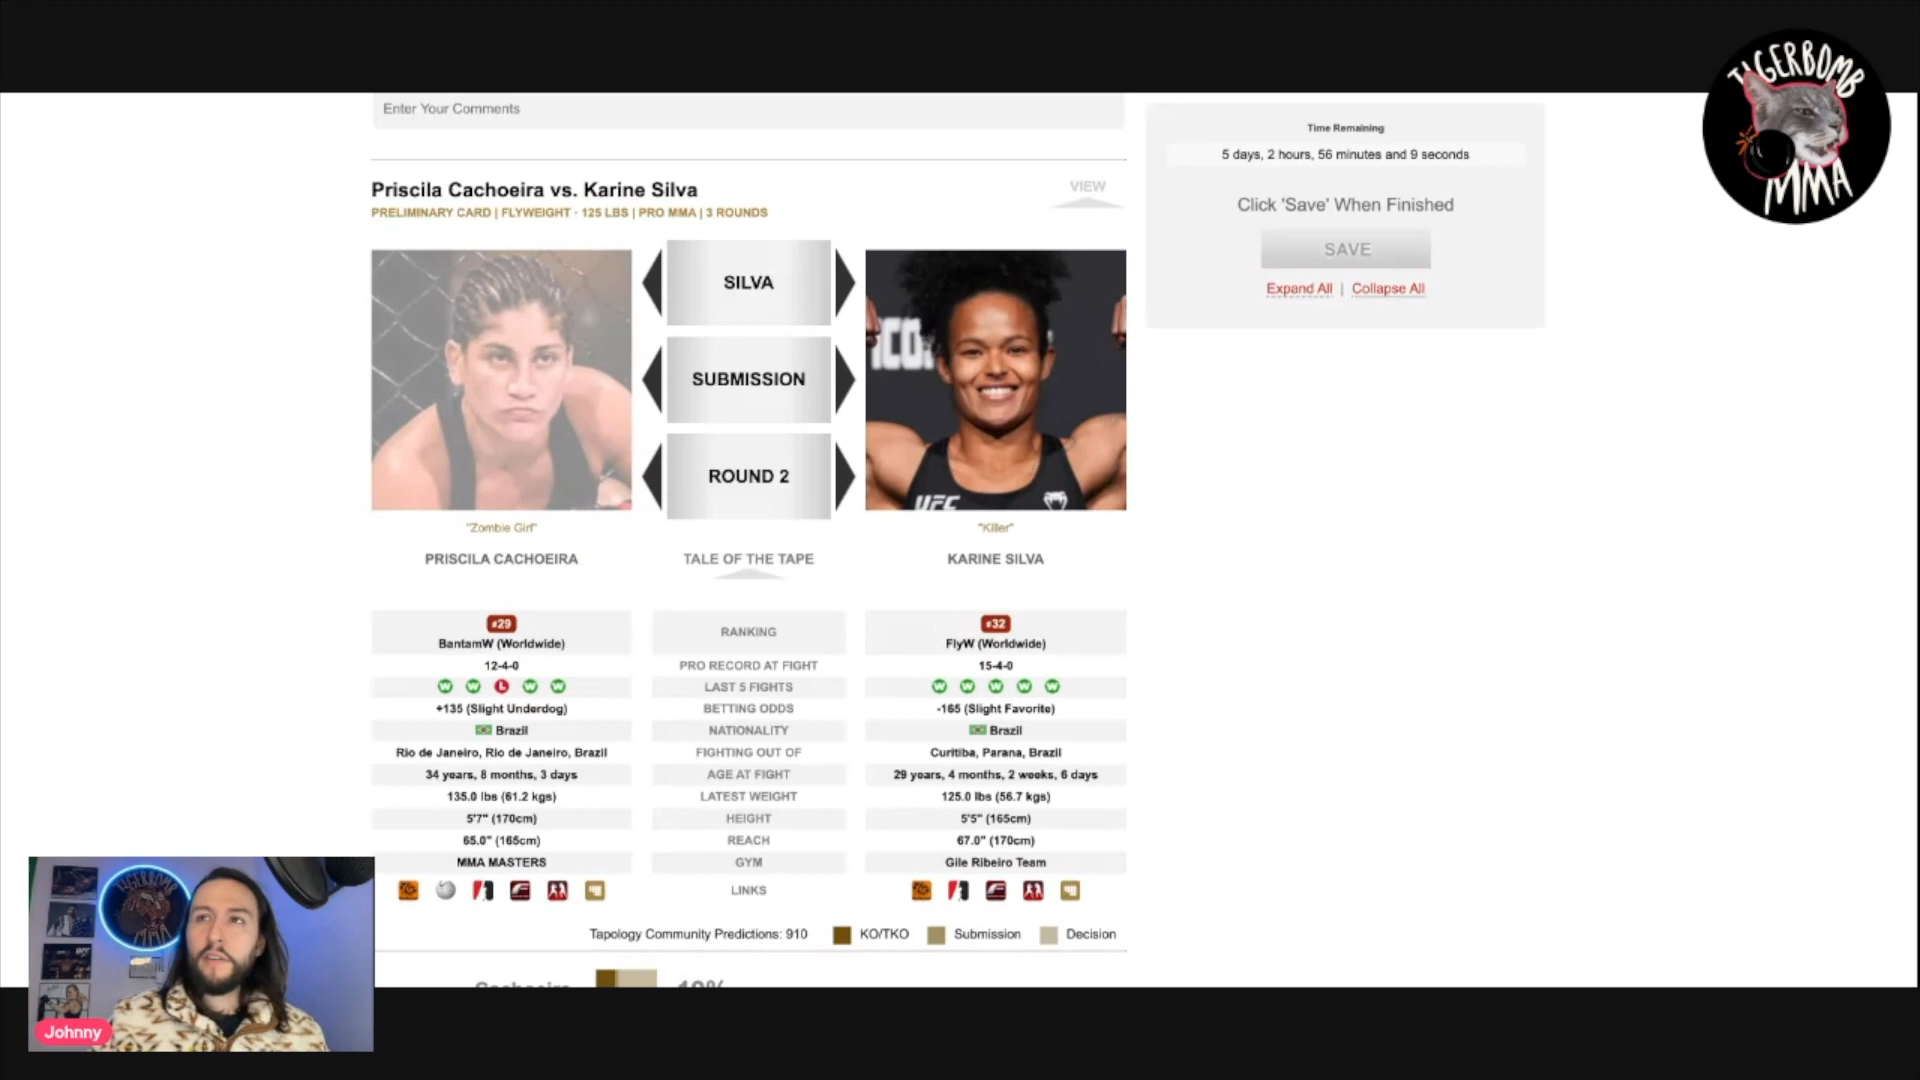 TIGERBOMB
MMA
Enter Your Comments
Time Remaining
5 days, 2 hours, 56 minutes and 9 seconds
Click 'Save' When Finished
SAVE
Expand All | Collapse All
Priscila Cachoeira vs. Karine Silva
VIEW
PRELIMINARY CARD | FLYWEIGHT · 125 LBS | PRO MMA | 3 ROUNDS
SILVA
SUBMISSION
ROUND 2
UFC
"Zombie Girl"
"Killer"
PRISCILA CACHOEIRA
TALE OF THE TAPE
KARINE SILVA
#29
BantamW (Worldwide)
RANKING
#32
FlyW (Worldwide)
12-4-0
PRO RECORD AT FIGHT
15-4-0
W W L W W
LAST 5 FIGHTS
W W W W W
+135 (Slight Underdog)
BETTING ODDS
-165 (Slight Favorite)
Brazil
NATIONALITY
Brazil
Rio de Janeiro, Rio de Janeiro, Brazil
FIGHTING OUT OF
Curitiba, Parana, Brazil
34 years, 8 months, 3 days
AGE AT FIGHT
29 years, 4 months, 2 weeks, 6 days
135.0 lbs (61.2 kgs)
LATEST WEIGHT
125.0 lbs (56.7 kgs)
5'7" (170cm)
HEIGHT
5'5" (165cm)
65.0" (165cm)
REACH
67.0" (170cm)
MMA MASTERS
GYM
Gile Ribeiro Team
LINKS
Tapology Community Predictions: 910
KO/TKO
Submission
Decision
TIGERBOMB
MMA
Johnny